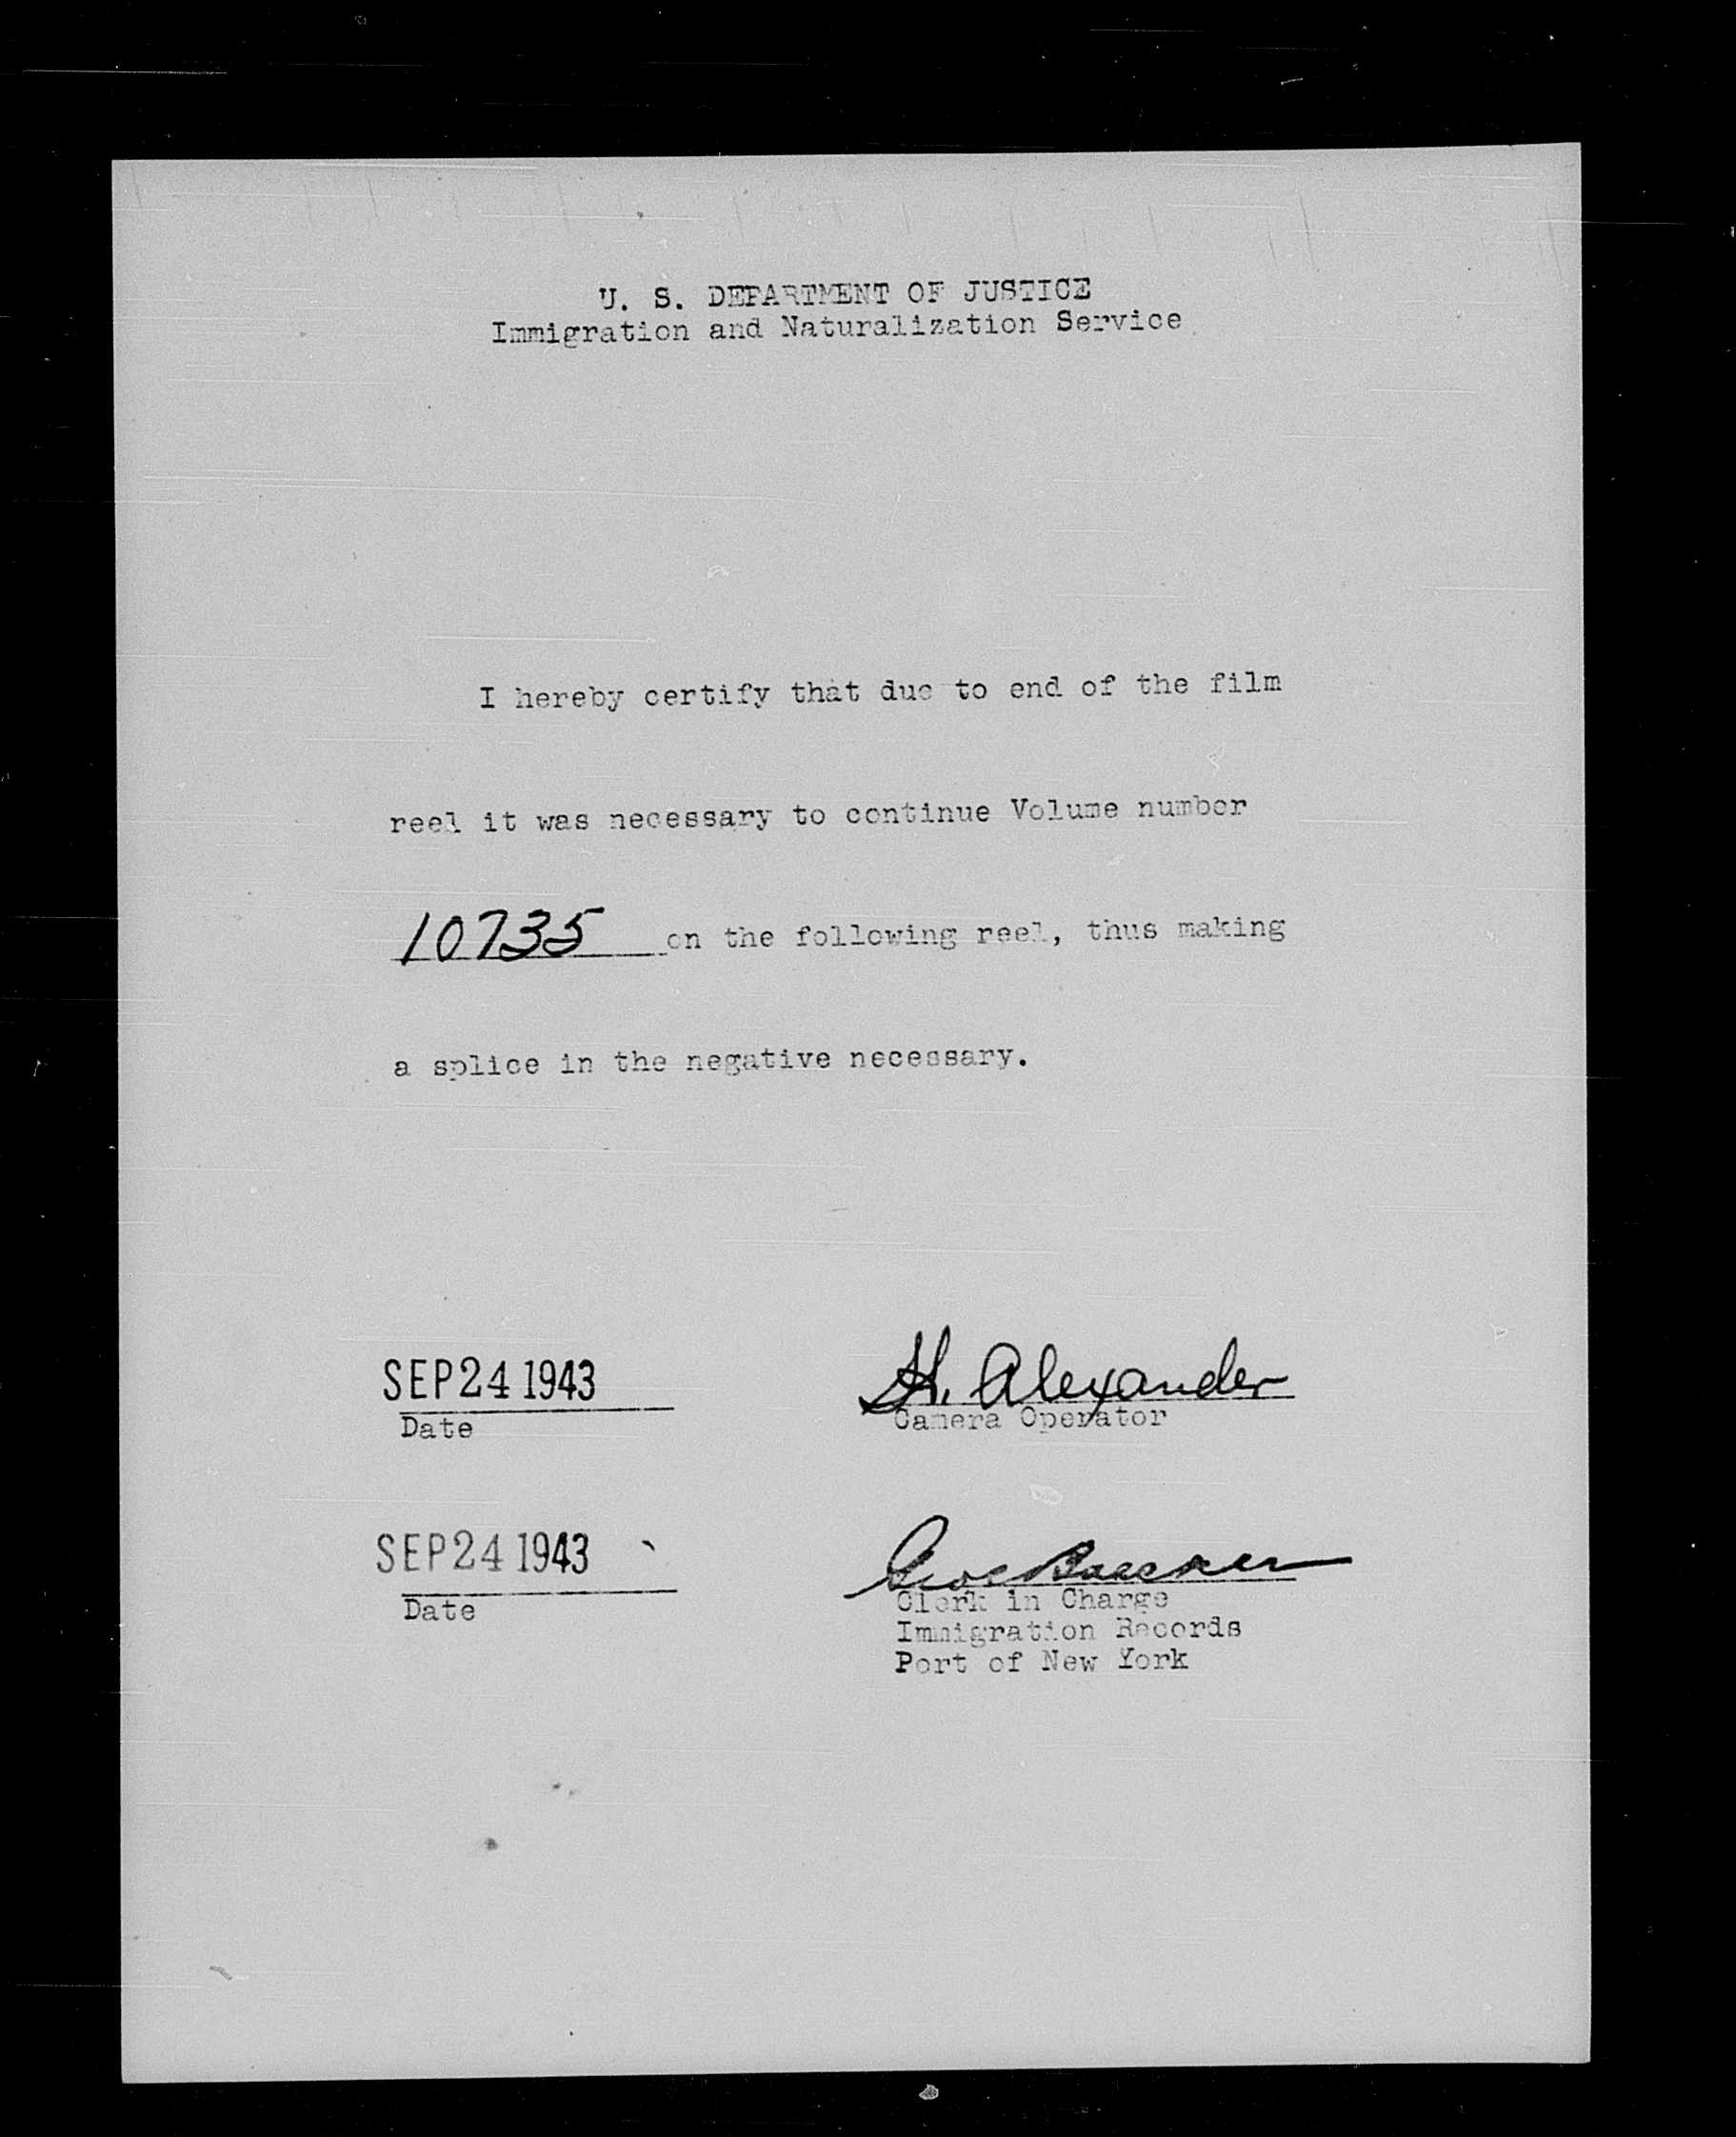 U. S. DEPARTMENT OF JUSTICE
Immigration and Naturalization Service
I hereby certify that due to end of the film
reel it was necessary to continue Volume number
10735 on the following reel, thus making
a splice in the negative necessary.
SEP 24 1943
H. Alexander
Date
Camera Operator
SEP 24 1943
Date
Clerk in Charge
Immigration Records
Port of New York